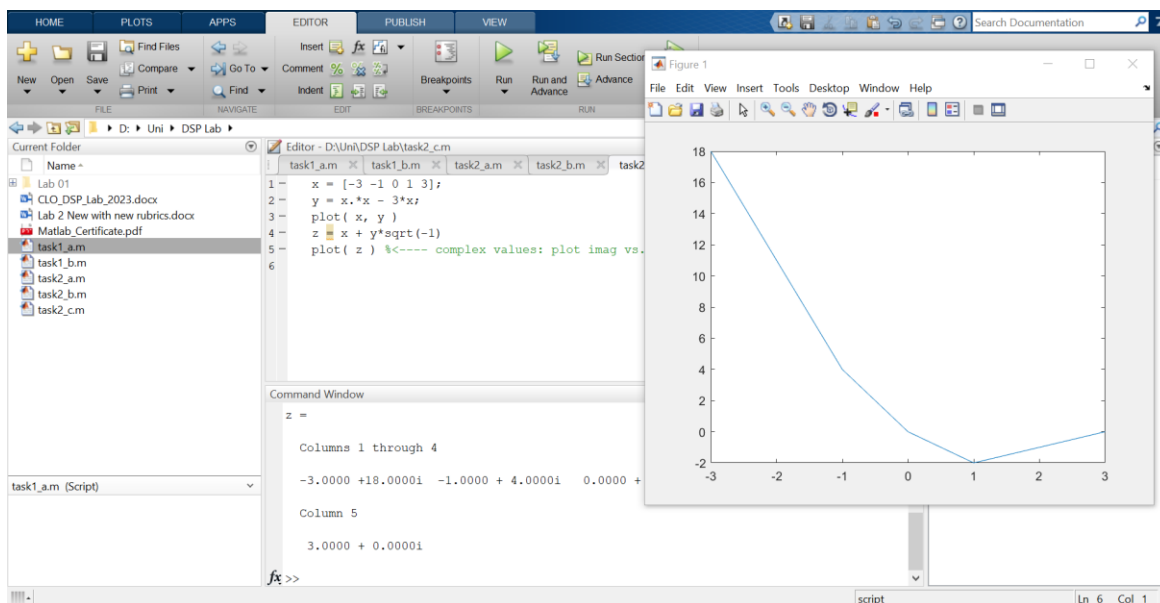 HOME PLOTS APPS EDITOR PUBLISH VIEW
Search Documentation
New Open Save
Find Files
Compare
Print
Go To
Find
Insert fx
Comment %
Indent
Breakpoints
Run
Run and Advance
Run Section
Advance
FILE NAVIGATE EDIT BREAKPOINTS RUN
D: Uni DSP Lab
Current Folder
Name
Lab 01
CLO_DSP_Lab_2023.docx
Lab 2 New with new rubrics.docx
Matlab_Certificate.pdf
task1_a.m
task1_b.m
task2_a.m
task2_b.m
task2_c.m
task1_a.m (Script)
Editor - D:\Uni\DSP Lab\task2_c.m
task1_a.m task1_b.m task2_a.m task2_b.m task2
1 x = [-3 -1 0 1 3];
2 y = x.*x - 3*x;
3 plot( x, y )
4 z = x + y*sqrt(-1)
5 plot( z ) %<---- complex values: plot imag vs.
6
Command Window
z =
Columns 1 through 4
-3.0000 +18.0000i -1.0000 + 4.0000i 0.0000 +
Column 5
3.0000 + 0.0000i
fx >>
Figure 1
File Edit View Insert Tools Desktop Window Help
18
16
14
12
10
8
6
4
2
0
-2
-3 -2 -1 0 1 2 3
script Ln 6 Col 1